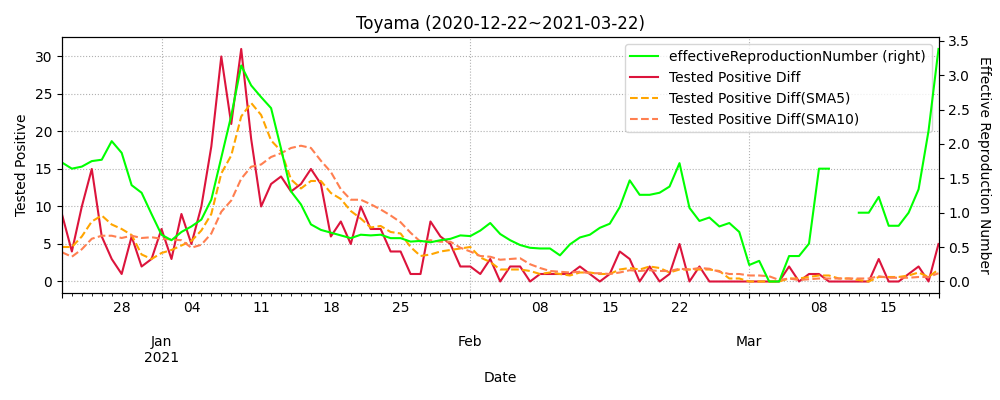 Toyama (2020-12-22~2021-03-22)
Tested Positive
30
25
20
15
10
5
0
effectiveReproductionNumber (right)
Tested Positive Diff
Tested Positive Diff(SMA5)
Tested Positive Diff(SMA10)
3.5
3.0
2.5
2.0
1.5
1.0
0.5
0.0
Effective Reproduction Number
28 04 11 18 25 08 15 22 08 15
Jan Feb Mar
2021
Date